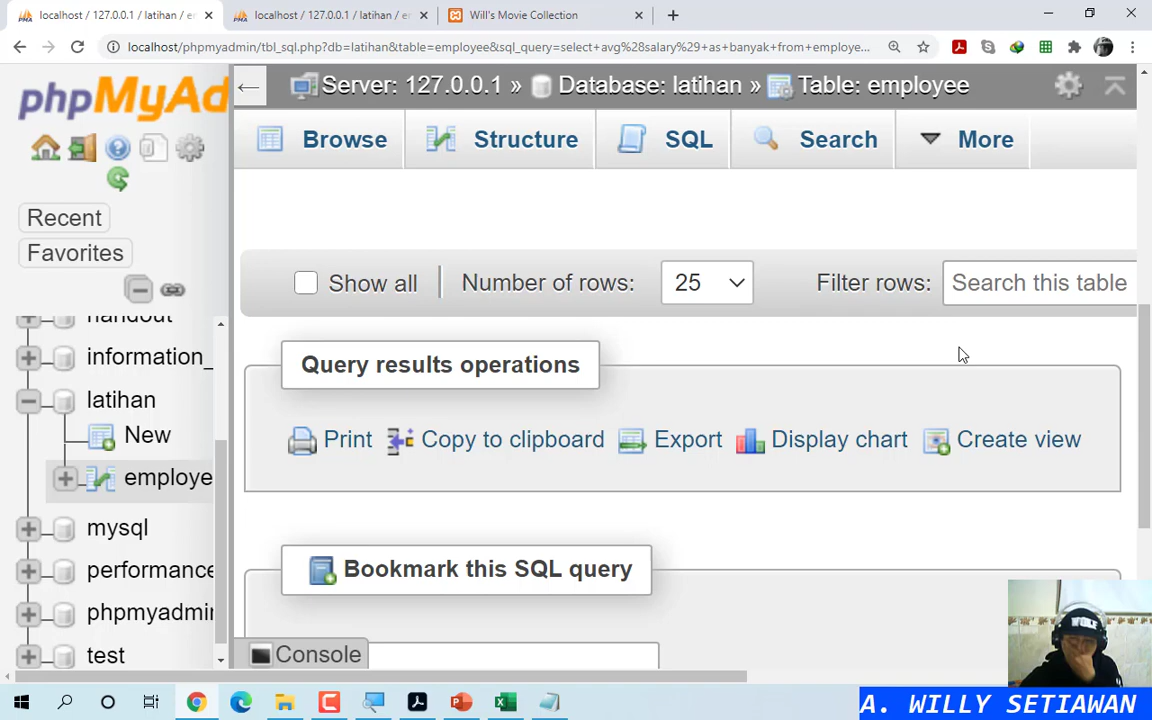 localhost / 127.0.0.1 / latihan / e
localhost / 127.0.0.1 / latihan / e
Will's Movie Collection
localhost/phpmyadmin/tbl_sql.php?db=latihan&table=employee&sql_query=select+avg%28salary%29+as+banyak+from+employe...
phpMyAd
Server: 127.0.0.1 » Database: latihan » Table: employee
Browse Structure SQL Search More
Recent
Favorites
handout
information_
latihan
New
employe
mysql
performance
phpmyadmin
test
Show all Number of rows: 25 Filter rows: Search this table
Query results operations
Print Copy to clipboard Export Display chart Create view
Bookmark this SQL query
Console
A. WILLY SETIAWAN